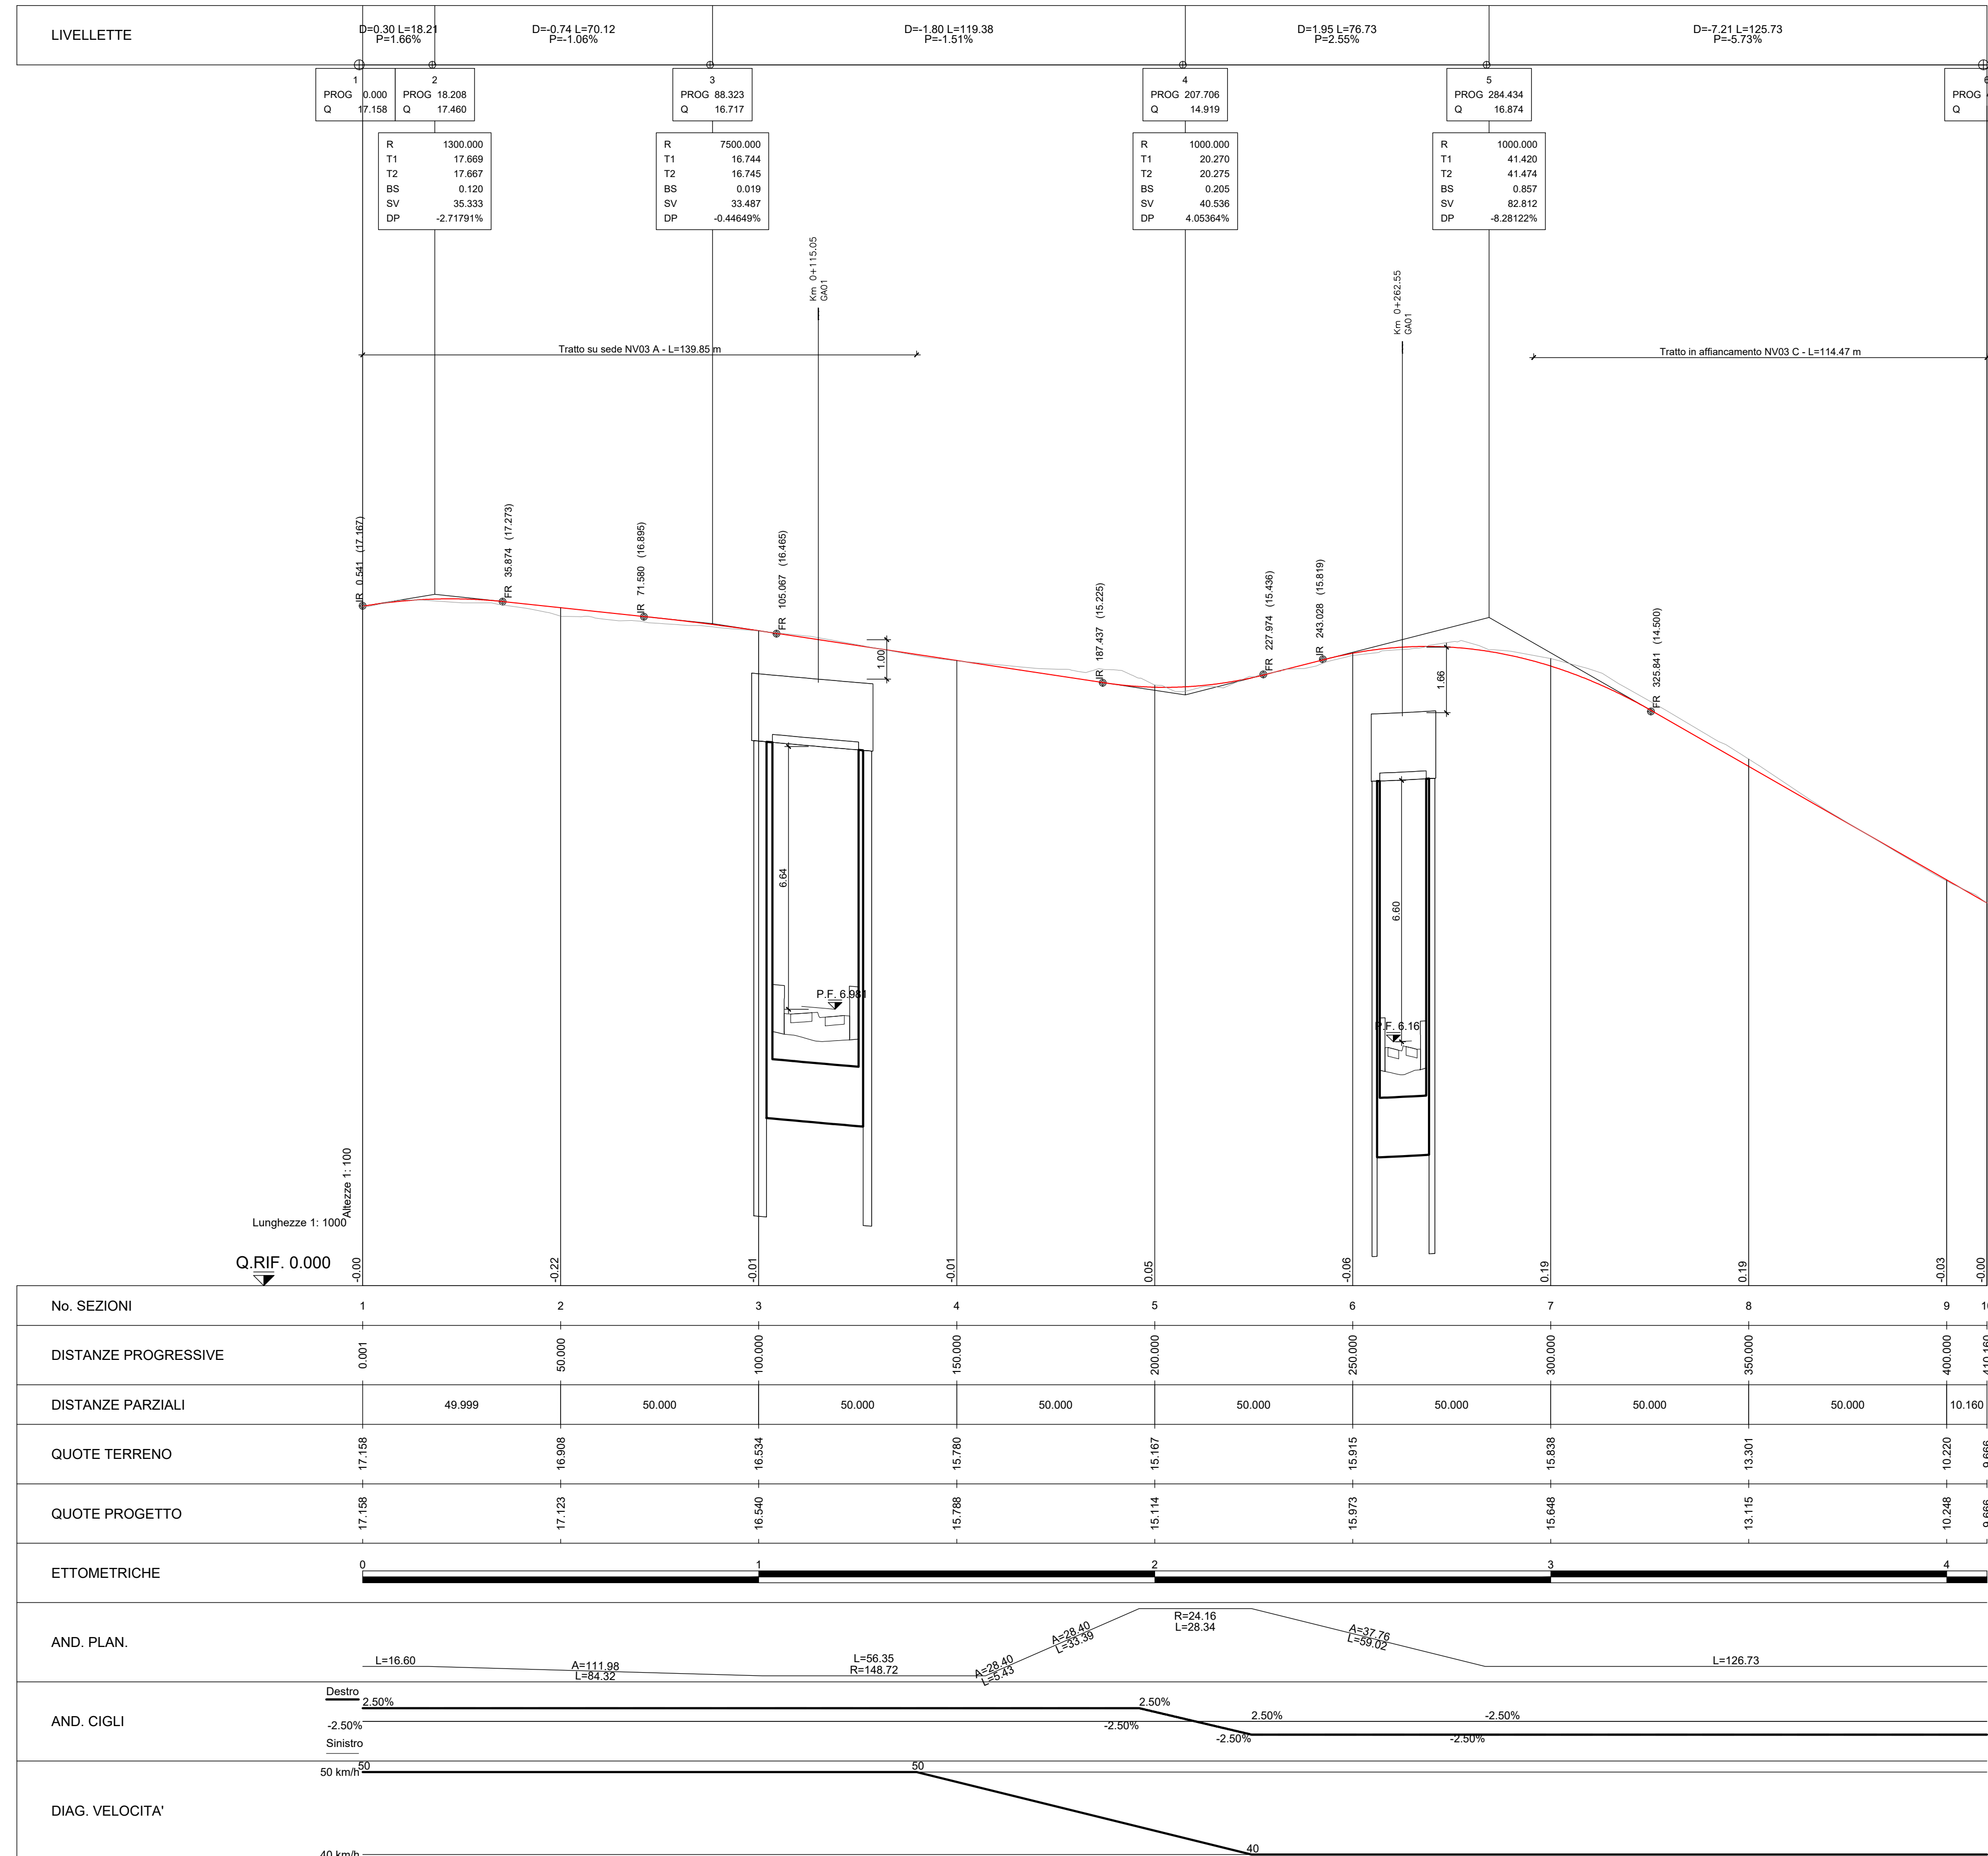 LIVELLETTE
D=0.30 L=18.21
P=1.66%
D=-0.74 L=70.12
P=-1.06%
D=-1.80 L=119.38
P=-1.51%
D=1.95 L=76.73
P=2.55%
D=-7.21 L=125.73
P=-5.73%
1
PROG 0.000
Q 17.158
2
PROG 18.208
Q 17.460
3
PROG 88.323
Q 16.717
4
PROG 207.706
Q 14.919
5
PROG 284.434
Q 16.874
PROG
Q
R 1300.000
T1 17.669
T2 17.667
BS 0.120
SV 35.333
DP -2.71791%
R 7500.000
T1 16.744
T2 16.745
BS 0.019
SV 33.487
DP -0.44649%
R 1000.000
T1 20.270
T2 20.275
BS 0.205
SV 40.536
DP 4.05364%
R 1000.000
T1 41.420
T2 41.474
BS 0.857
SV 82.812
DP -8.28122%
Km 0+115.05
GA01
Km 0+262.55
GA01
Tratto su sede NV03 A - L=139.85 m
Tratto in affiancamento NV03 C - L=114.47 m
IR 0.541 (17.167)
FR 35.874 (17.273)
IR 71.580 (16.895)
FR 105.067 (16.465)
IR 187.437 (15.225)
FR 227.974 (15.436)
IR 243.028 (15.819)
FR 325.841 (14.500)
1.00
1.66
6.64
6.60
P.F. 6.981
P.F. 6.16
Altezze 1: 100
Lunghezze 1: 1000
Q.RIF. 0.000
-0.00 -0.22 -0.01 -0.01 0.05 -0.06 0.19 0.19 -0.03 -0.00
No. SEZIONI 1 2 3 4 5 6 7 8 9
DISTANZE PROGRESSIVE 0.001 50.000 100.000 150.000 200.000 250.000 300.000 350.000 400.000 410.160
DISTANZE PARZIALI 49.999 50.000 50.000 50.000 50.000 50.000 50.000 50.000 10.160
QUOTE TERRENO 17.158 16.908 16.534 15.780 15.167 15.915 15.838 13.301 10.220 9.666
QUOTE PROGETTO 17.158 17.123 16.540 15.788 15.114 15.973 15.648 13.115 10.248 9.666
ETTOMETRICHE 0 1 2 3 4
AND. PLAN.
L=16.60
A=111.98
L=84.32
L=56.35
R=148.72
A=28.40
L=5.43
A=28.40
L=33.39
R=24.16
L=28.34
A=37.76
L=59.02
L=126.73
AND. CIGLI
Destro
2.50% 2.50% 2.50% -2.50%
-2.50% -2.50% -2.50% -2.50%
Sinistro
DIAG. VELOCITA'
50 km/h 50 50
40 km/h 40